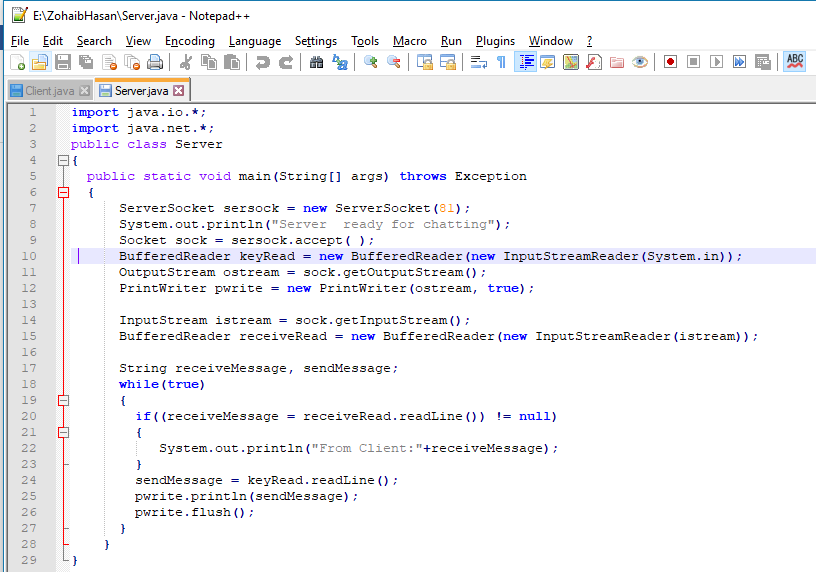 E:\ZohaibHasan\Server.java - Notepad++
File Edit Search View Encoding Language Settings Tools Macro Run Plugins Window ?
ABC
Client.java Server.java
1 import java.io.*;
2 import java.net.*;
3 public class Server
4 {
5 public static void main(String[] args) throws Exception
6 {
7 ServerSocket sersock = new ServerSocket(81);
8 System.out.println("Server  ready for chatting");
9 Socket sock = sersock.accept( );
10 BufferedReader keyRead = new BufferedReader(new InputStreamReader(System.in));
11 OutputStream ostream = sock.getOutputStream();
12 PrintWriter pwrite = new PrintWriter(ostream, true);
13
14 InputStream istream = sock.getInputStream();
15 BufferedReader receiveRead = new BufferedReader(new InputStreamReader(istream));
16
17 String receiveMessage, sendMessage;
18 while(true)
19 {
20 if((receiveMessage = receiveRead.readLine()) != null)
21 {
22 System.out.println("From Client:"+receiveMessage);
23 }
24 sendMessage = keyRead.readLine();
25 pwrite.println(sendMessage);
26 pwrite.flush();
27 }
28 }
29 }